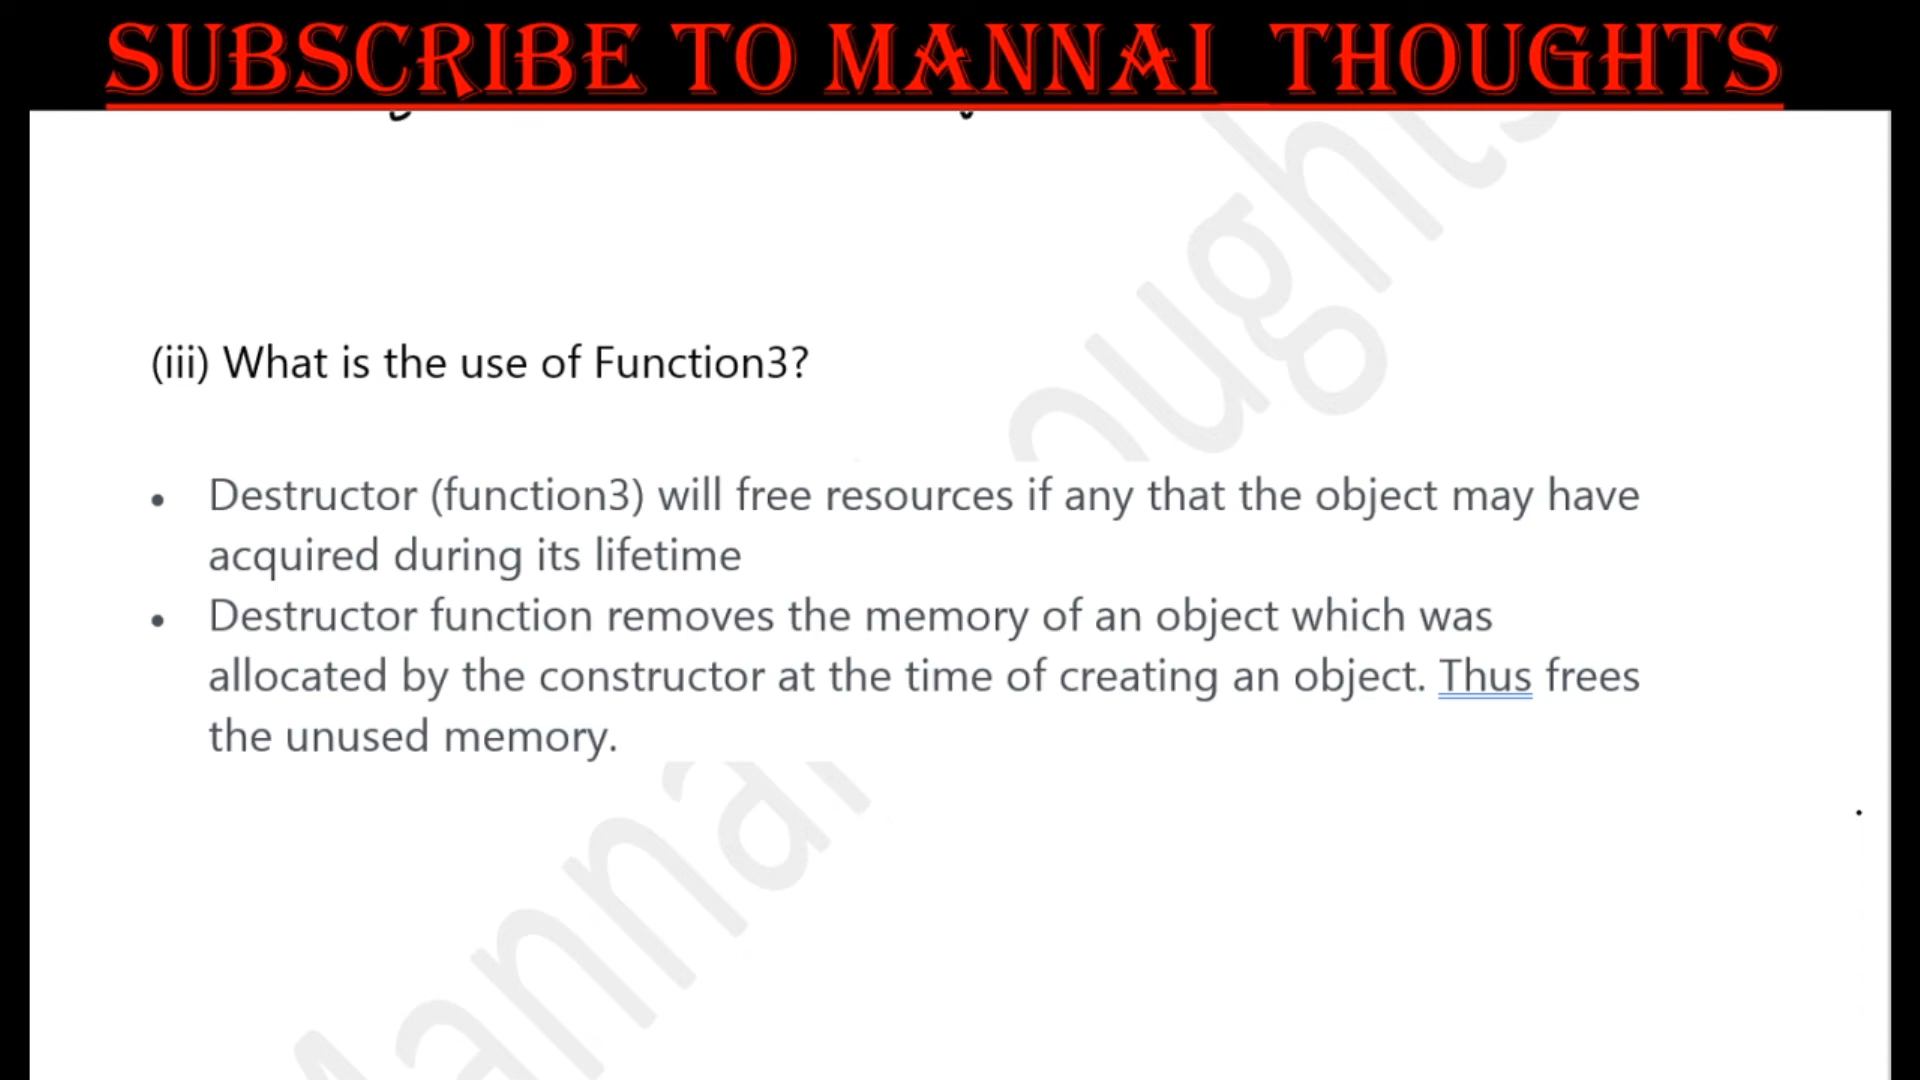 SUBSCRIBE TO MANNAI THOUGHTS
(iii) What is the use of Function3?
• Destructor (function3) will free resources if any that the object may have
acquired during its lifetime
• Destructor function removes the memory of an object which was
allocated by the constructor at the time of creating an object. Thus frees
the unused memory.